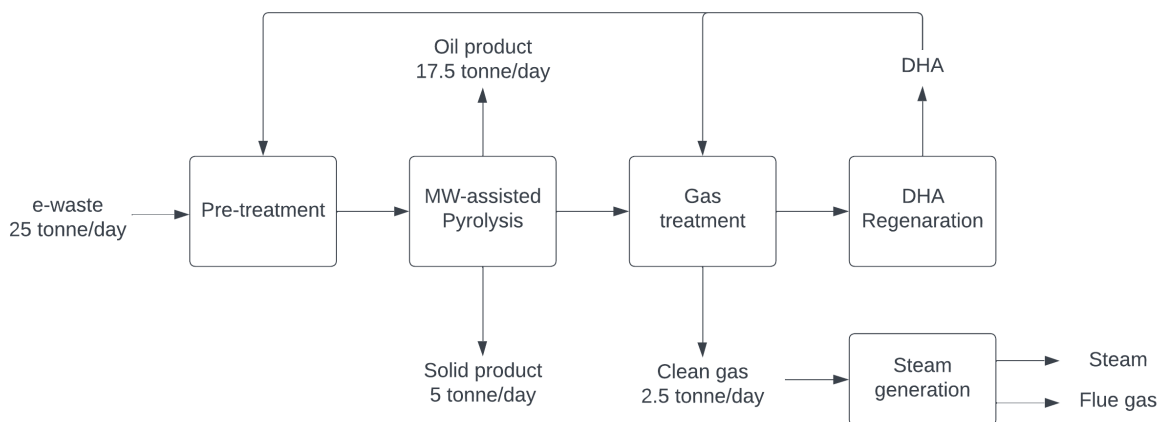 Oil product
17.5 tonne/day
DHA
e-waste
25 tonne/day
Pre-treatment
MW-assisted
Pyrolysis
Gas
treatment
DHA
Regenaration
Solid product
5 tonne/day
Clean gas
2.5 tonne/day
Steam
generation
Steam
Flue gas